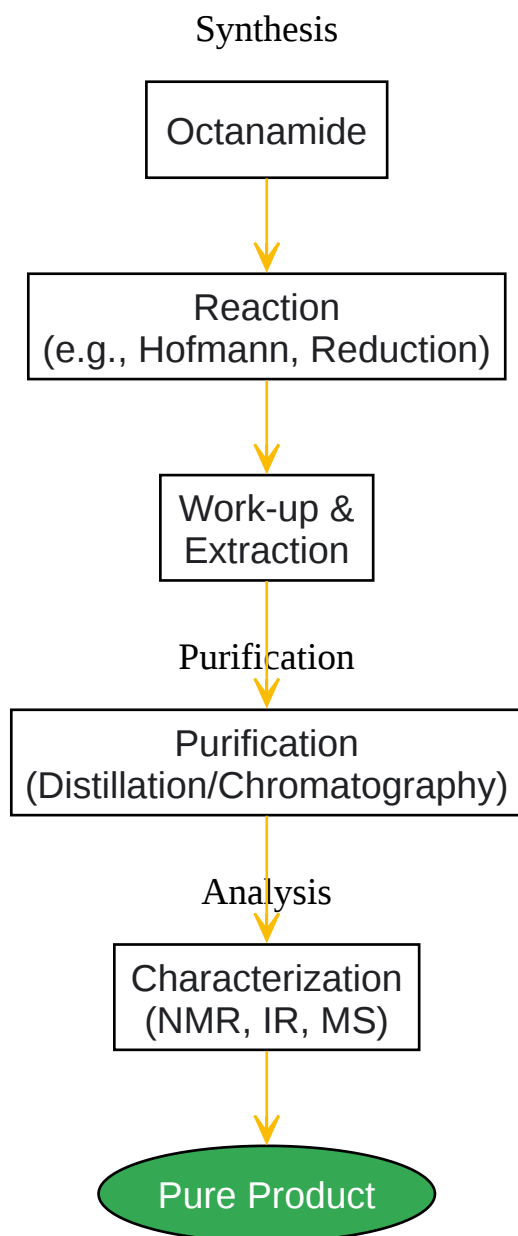 Synthesis
Octanamide
Reaction
(e.g., Hofmann, Reduction)
Work-up &
Extraction
Purification
Purification
(Distillation/Chromatography)
Analysis
Characterization
(NMR, IR, MS)
Pure Product